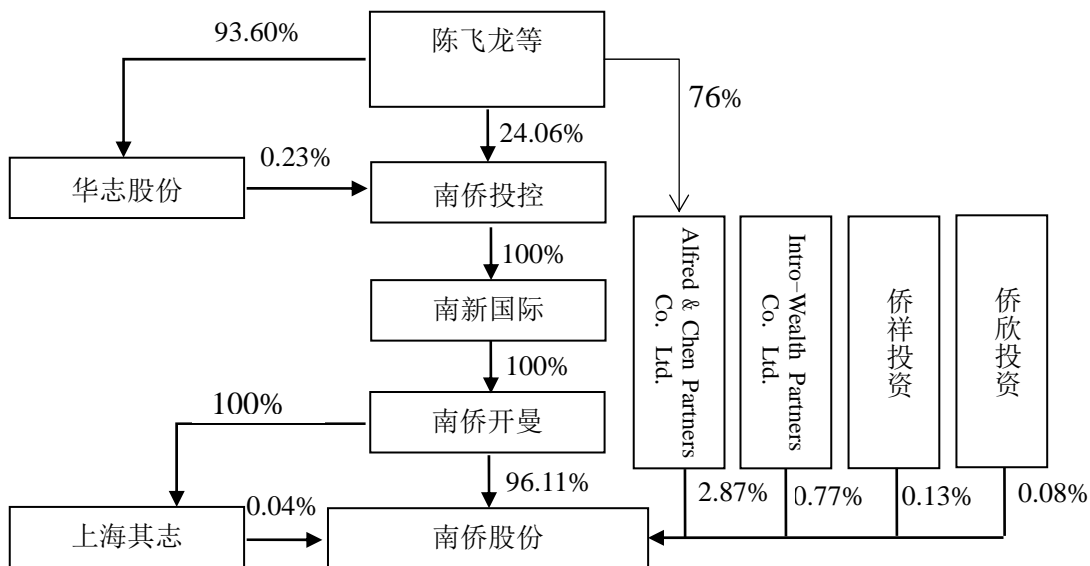 93.60%
陈飞龙等
76%
24.06%
0.23%
华志股份
南侨投控
100%
南新国际
Alfred & Chen Partners
Co. Ltd.
Intro-Wealth Partners
Co. Ltd.
侨祥投资
侨欣投资
100%
100%
南侨开曼
96.11%
2.87%
0.77%
0.13%
0.08%
0.04%
上海其志
南侨股份